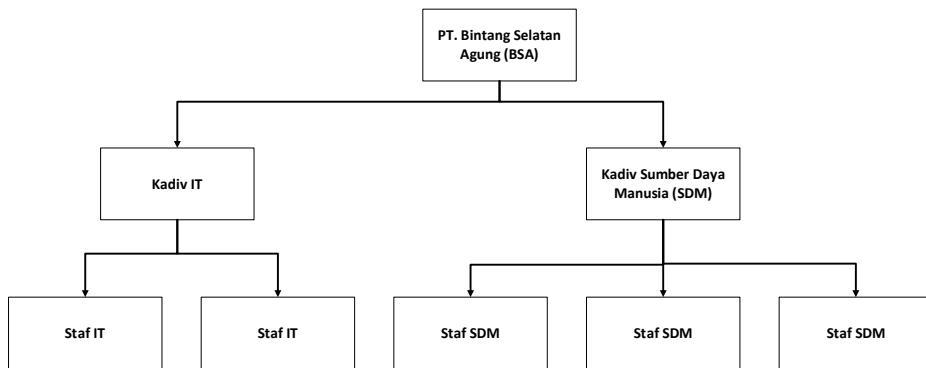 PT. Bintang Selatan
Agung (BSA)
Kadiv IT
Kadiv Sumber Daya
Manusia (SDM)
Staf IT
Staf IT
Staf SDM
Staf SDM
Staf SDM